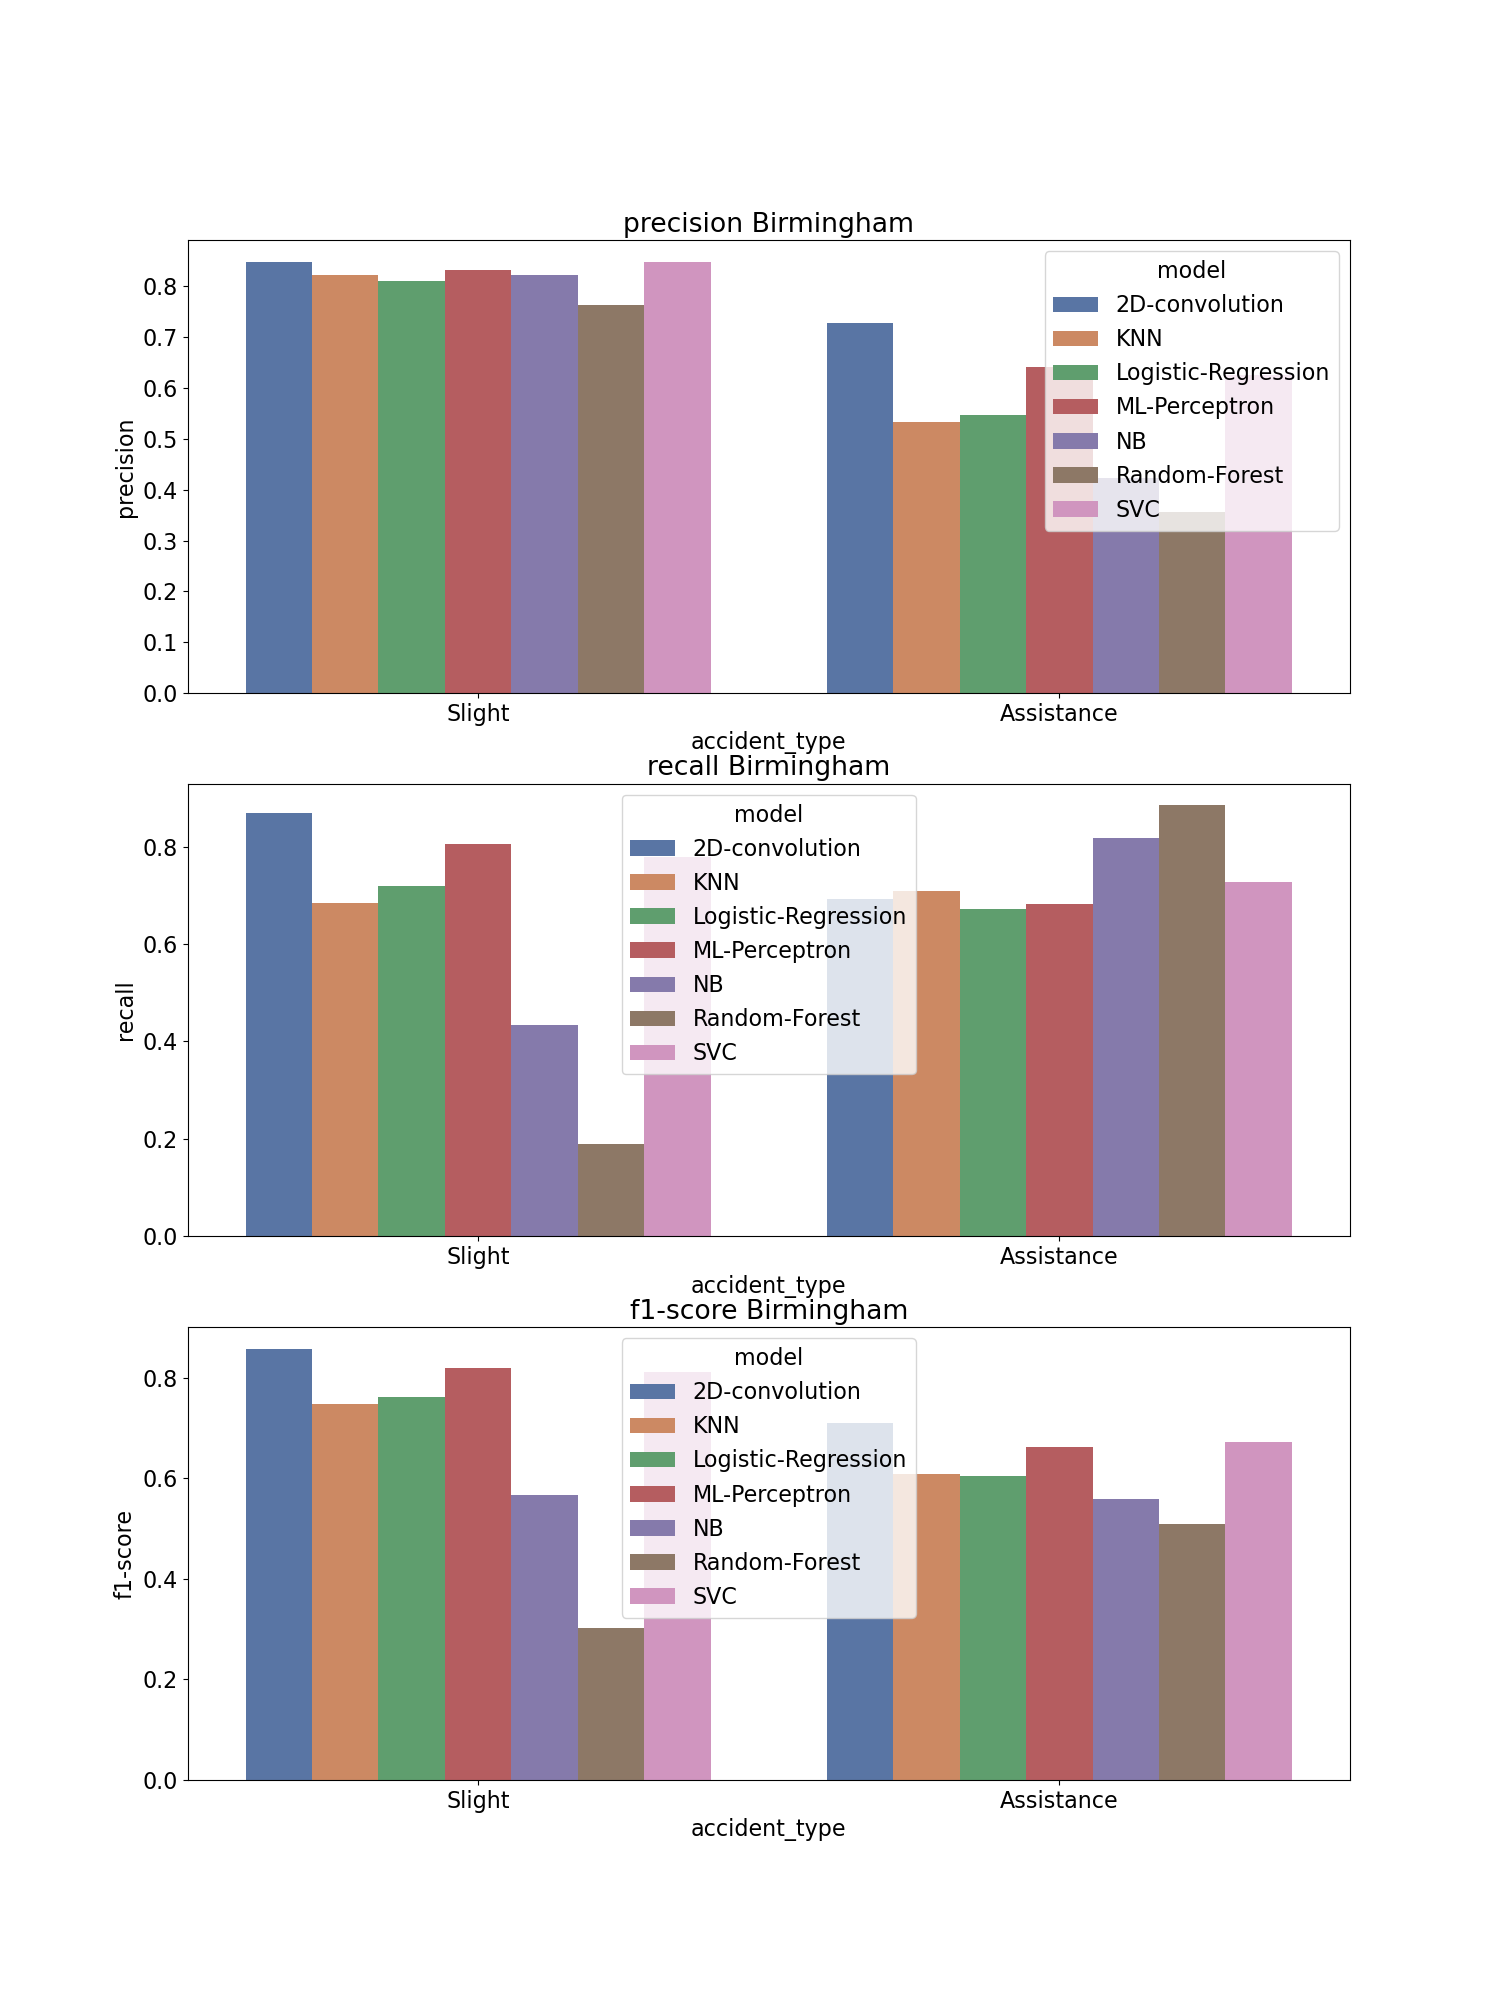 precision Birmingham
precision
0.8
0.7
0.6
0.5
0.4
0.3
0.2
0.1
0.0
model
2D-convolution
KNN
Logistic-Regression
ML-Perceptron
NB
Random-Forest
SVC
Slight
Assistance
accident_type
recall Birmingham
recall
0.8
0.6
0.4
0.2
0.0
model
2D-convolution
KNN
Logistic-Regression
ML-Perceptron
NB
Random-Forest
SVC
Slight
Assistance
accident_type
f1-score Birmingham
f1-score
0.8
0.6
0.4
0.2
0.0
model
2D-convolution
KNN
Logistic-Regression
ML-Perceptron
NB
Random-Forest
SVC
Slight
Assistance
accident_type